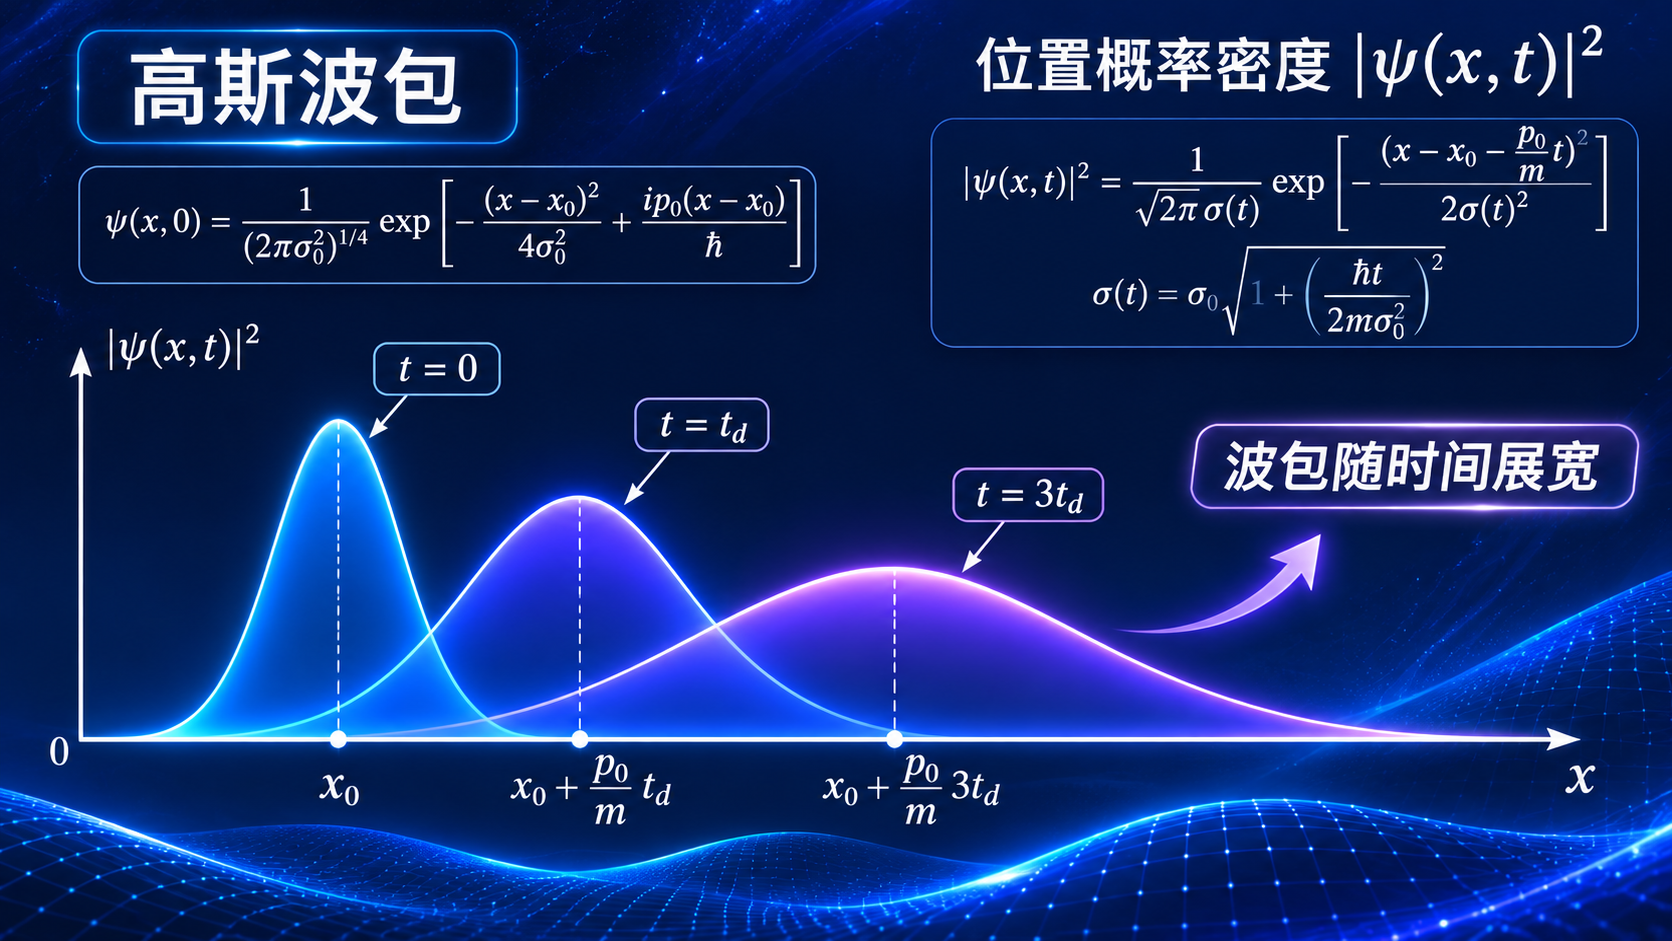 高斯波包
ψ(x, 0) = 1/(2πσ₀²)^{1/4} exp[−(x − x₀)²/4σ₀² + ip₀(x − x₀)/ħ]
位置概率密度 |ψ(x, t)|²
|ψ(x, t)|² = 1/(√(2π) σ(t)) exp[−(x − x₀ − (p₀/m)t)²/2σ(t)²]
σ(t) = σ₀√(1 + (ħt/2mσ₀²)²)
|ψ(x, t)|²
t = 0
t = t_d
t = 3t_d
波包随时间展宽
0
x₀
x₀ + (p₀/m) t_d
x₀ + (p₀/m) 3t_d
x